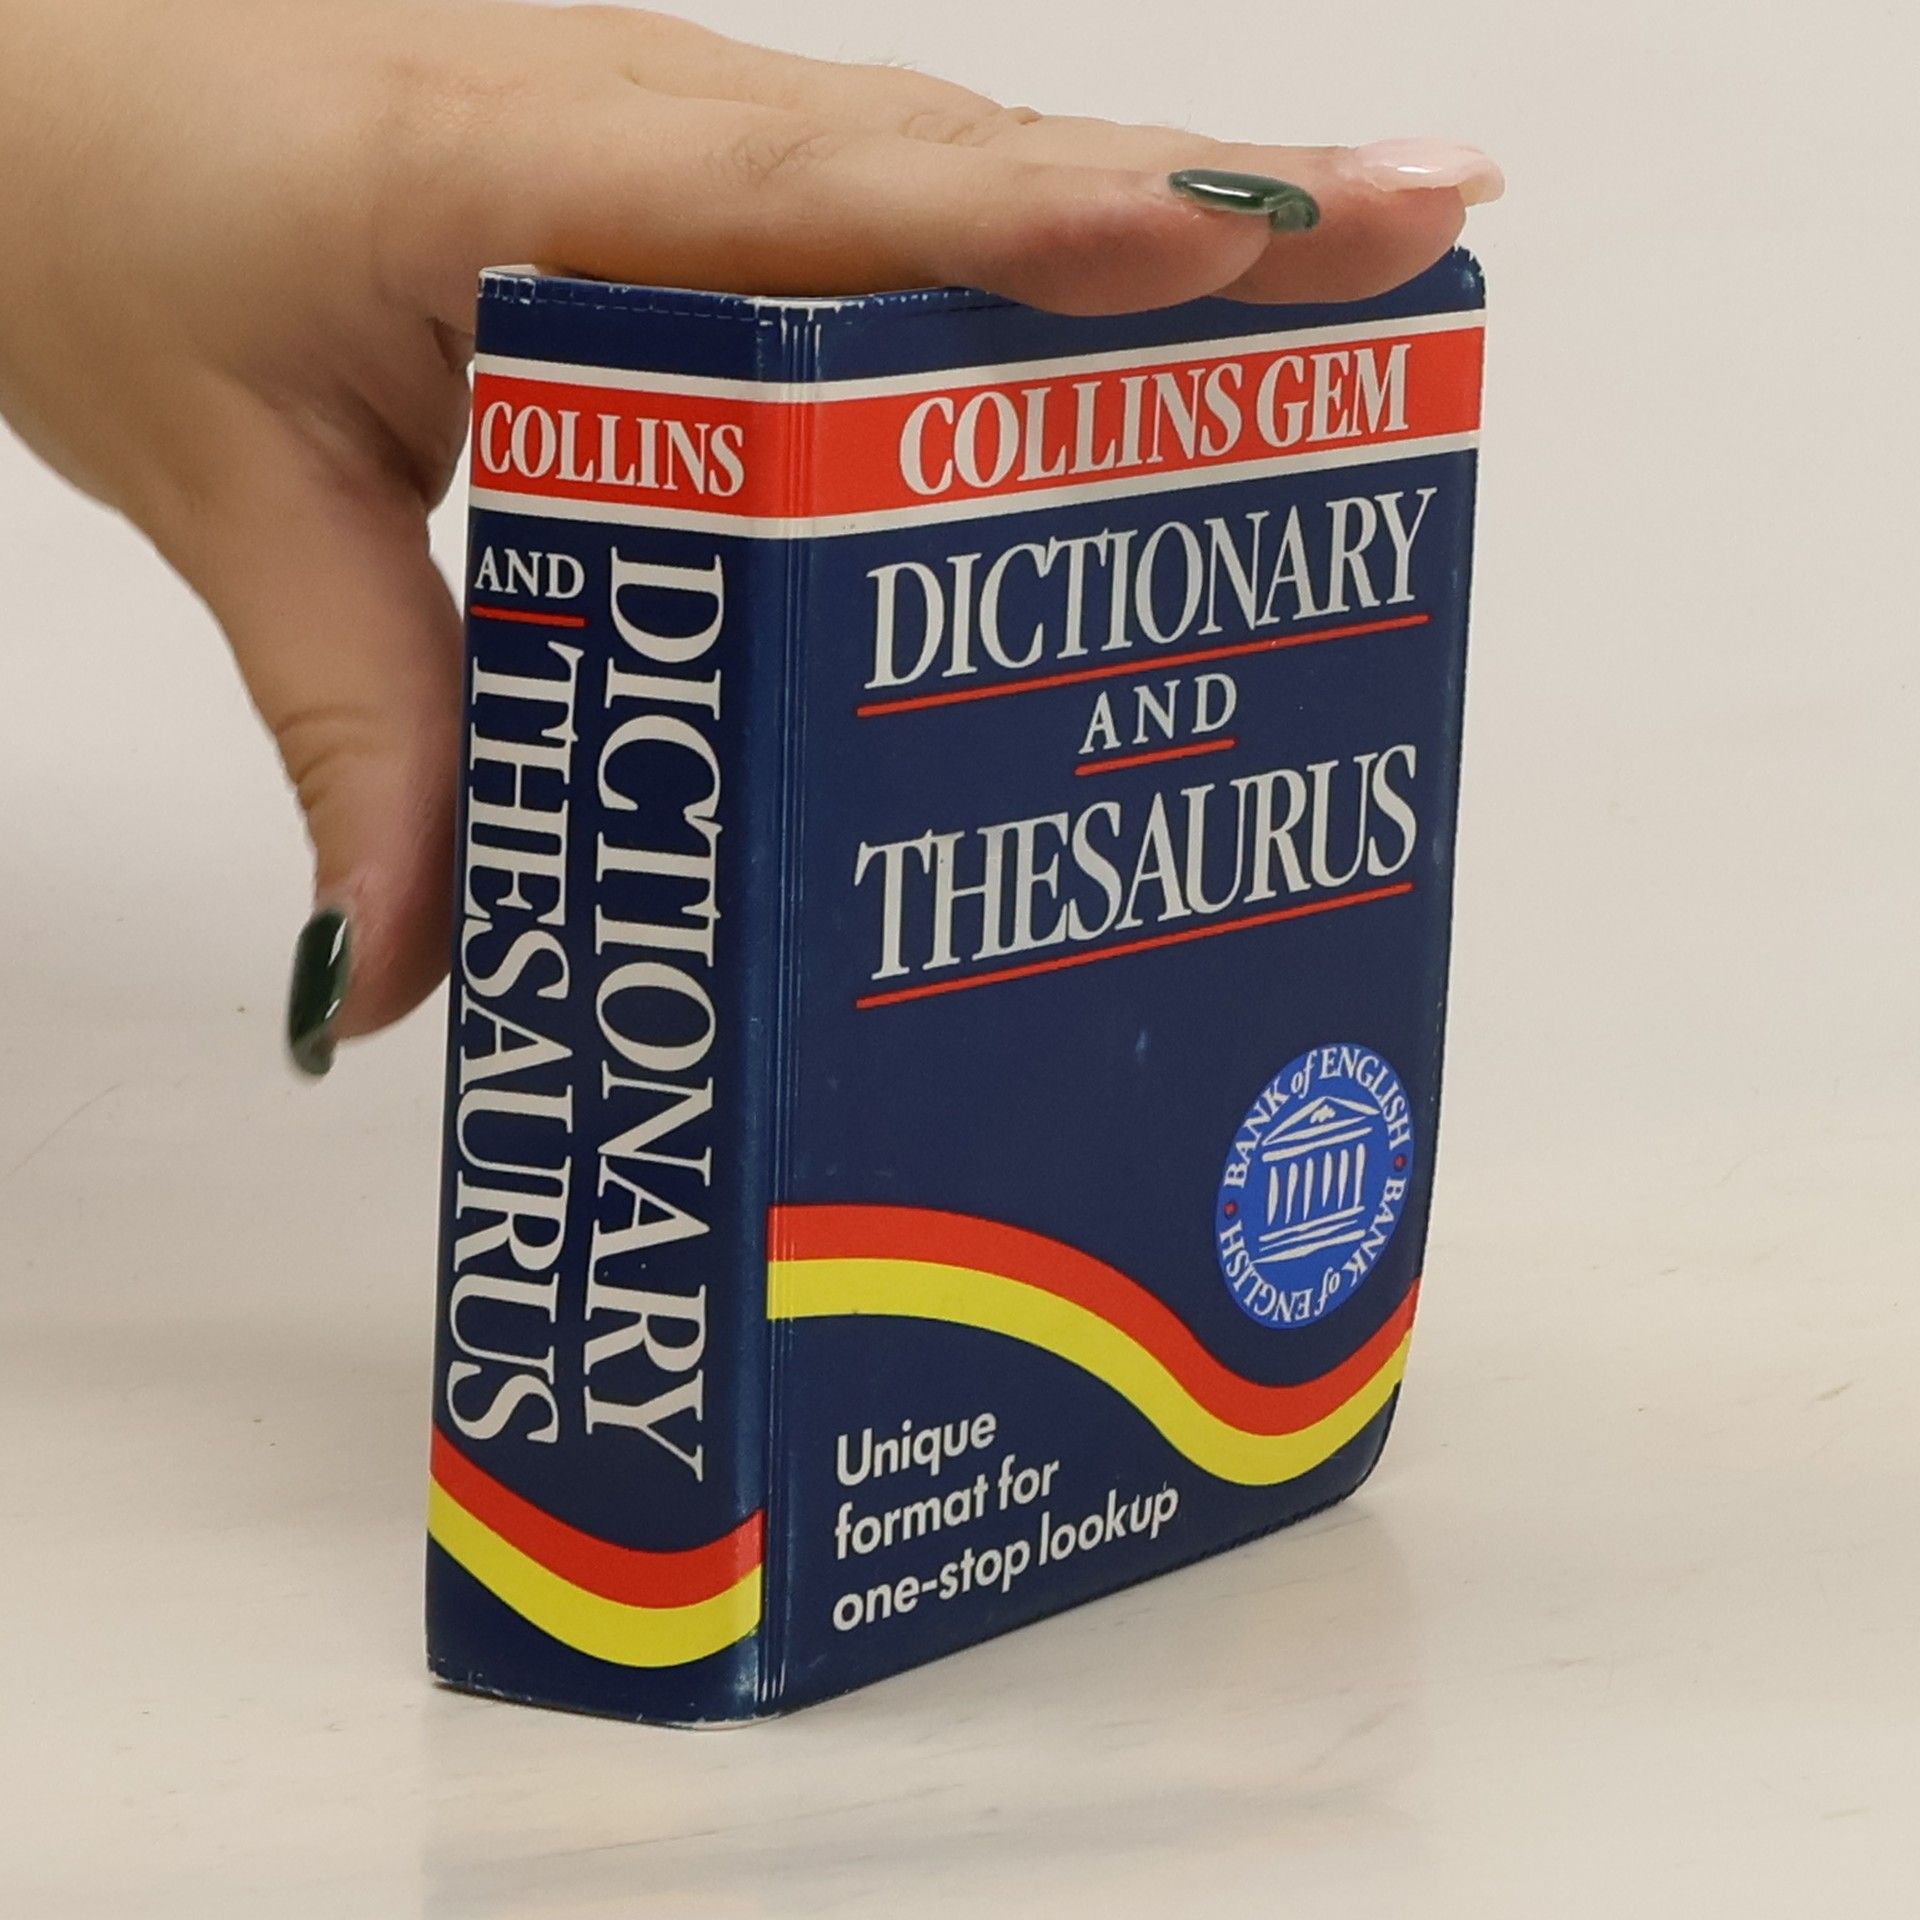 COLLINS
DICTIONARY
AND THESAURUS
COLLINS GEM
DICTIONARY
AND
THESAURUS
BANK of ENGLISH • BANK of ENGLISH •
Unique
format for
one-stop lookup